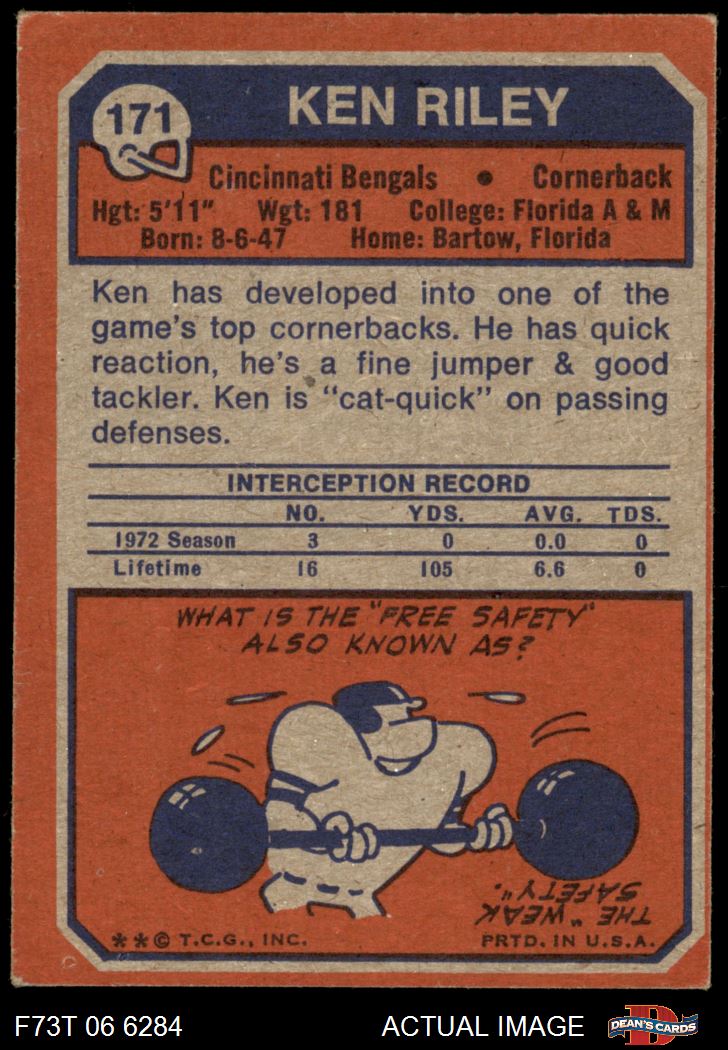 171
KEN RILEY
Cincinnati Bengals • Cornerback
Hgt: 5'11" Wgt: 181 College: Florida A & M
Born: 8-6-47 Home: Bartow, Florida
Ken has developed into one of the
game's top cornerbacks. He has quick
reaction, he's a fine jumper & good
tackler. Ken is "cat-quick" on passing
defenses.
INTERCEPTION RECORD
NO. YDS. AVG. TDS.
1972 Season 3 0 0.0 0
Lifetime 16 105 6.6 0
WHAT IS THE "FREE SAFETY"
ALSO KNOWN AS?
THE "WEAK
SAFETY".
**© T.C.G., INC. PRTD. IN U.S.A.
F73T 06 6284 ACTUAL IMAGE
D
DEAN'S CARDS